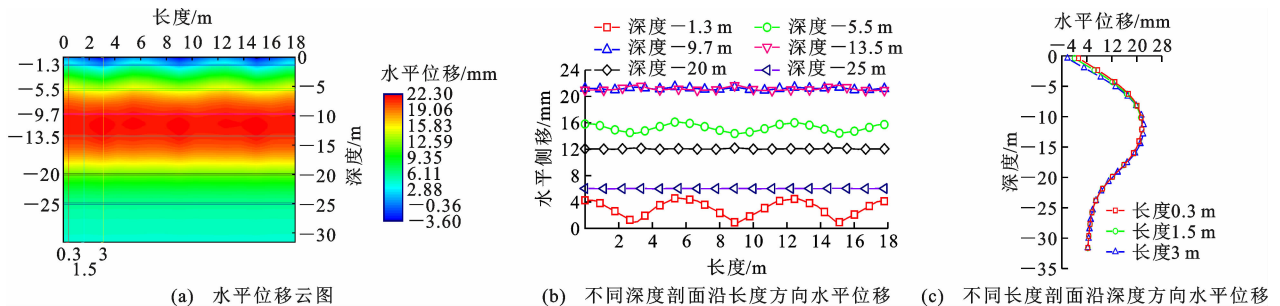 长度/m
0 2 4 6 8 10 12 14 16 18
－1.3
－5.5
－9.7
－13.5
－20
－25
0
－5
－10
－15
－20
－25
－30
深度/m
0.3 3
1.5
水平位移/mm
22.30
19.06
15.83
12.59
9.35
6.11
2.88
－0.36
－3.60
(a) 水平位移云图
深度－1.3 m 深度－5.5 m
深度－9.7 m 深度－13.5 m
深度－20 m 深度－25 m
24
20
16
12
8
4
0
水平侧移/mm
2 4 6 8 10 12 14 16 18
长度/m
(b) 不同深度剖面沿长度方向水平位移
水平位移/mm
－4 4 12 20 28
0
－5
－10
－15
－20
－25
－30
－35
深度/m
长度0.3 m
长度1.5 m
长度3 m
(c) 不同长度剖面沿深度方向水平位移